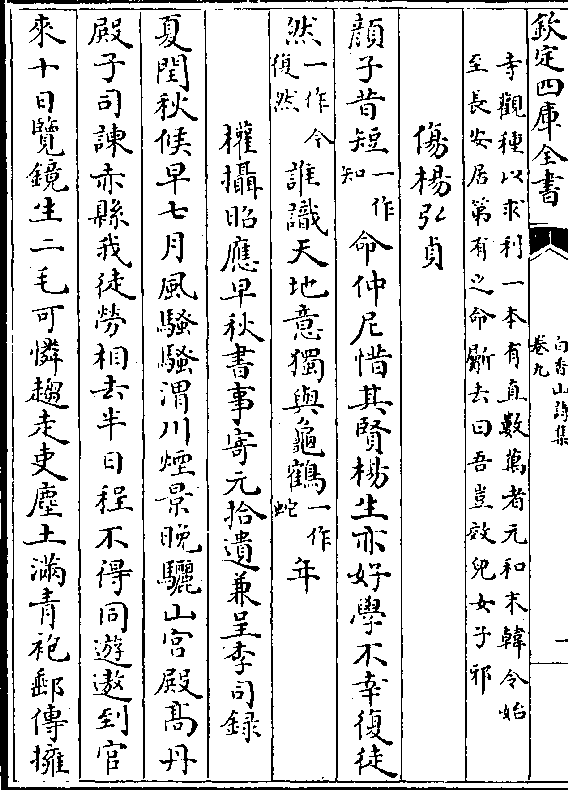 欽定四庫全書
白香山詩集
卷九
一
寺觀種以求利一本有直數萬者元和末韓令始
至長安居第有之命斸去曰吾豈效兒女子邪
傷楊弘貞
顔子昔短一作知命仲尼惜其賢楊生亦好學不幸復徒
然一作今復然誰識天地意獨與龜鶴一作蛇年
權攝昭應早秋書事寄元拾遺兼呈李司録
夏閏秋候早七月風騷騷渭川煙景晚驪山宫殿髙丹
殿子司諫赤縣我徒勞相去半日程不得同遊遨到官
來十日覽鏡生二毛可憐趨走吏塵土滿青袍郵傳擁